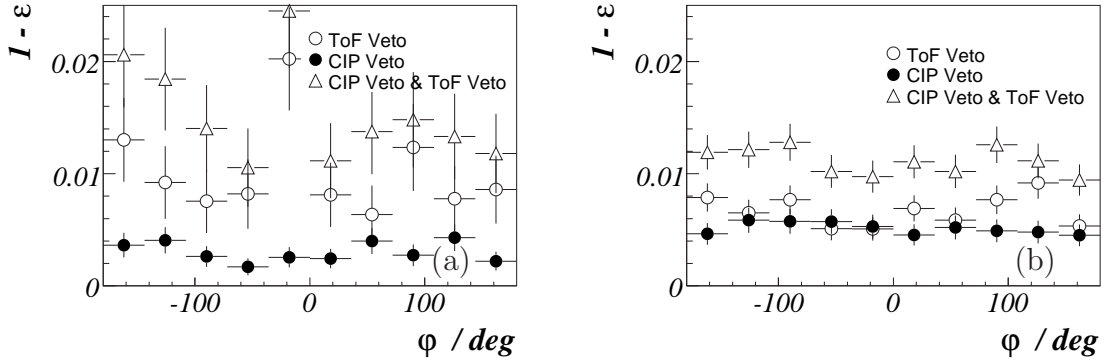 1 - ε
0.02
0.01
0
ToF Veto
CIP Veto
CIP Veto & ToF Veto
(a)
-100
0
100
φ / deg
1 - ε
0.02
0.01
0
ToF Veto
CIP Veto
CIP Veto & ToF Veto
(b)
-100
0
100
φ / deg